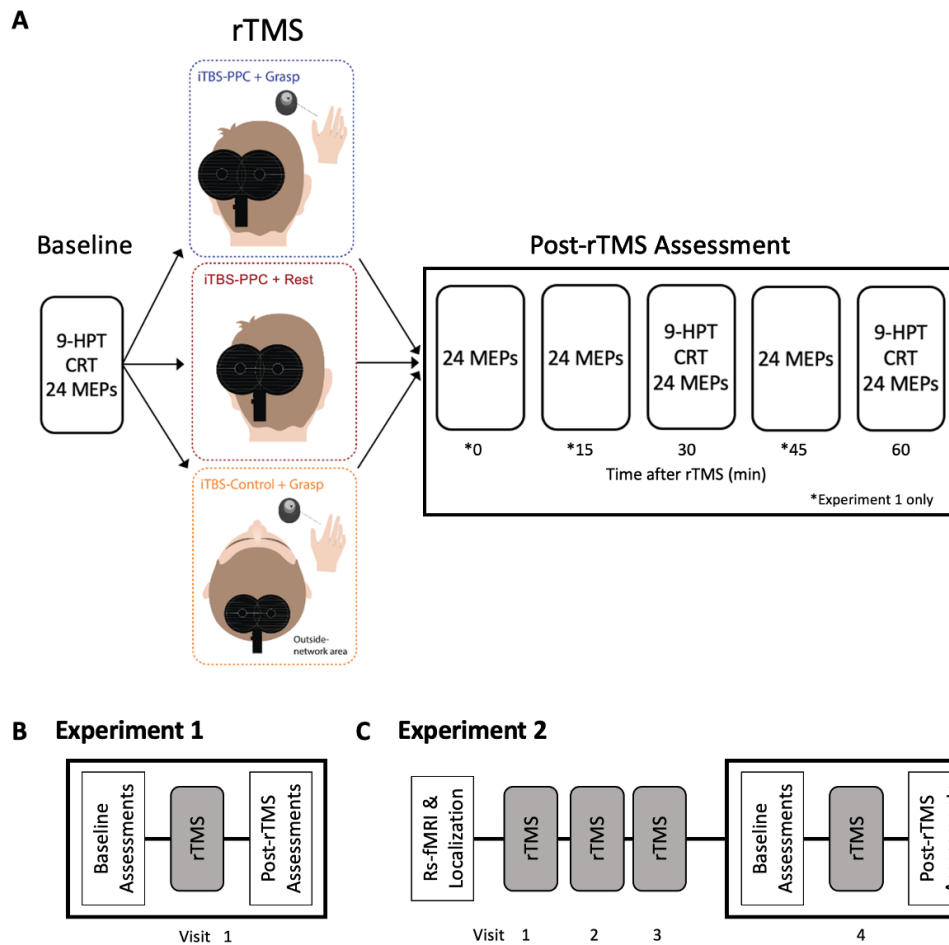 A
rTMS
iTBS-PPC + Grasp
Baseline
9-HPT
CRT
24 MEPs
iTBS-PPC + Rest
iTBS-Control + Grasp
Outside-
network area
Post-rTMS Assessment
24 MEPs
24 MEPs
9-HPT
CRT
24 MEPs
24 MEPs
9-HPT
CRT
24 MEPs
*0
*15
30
*45
60
Time after rTMS (min)
*Experiment 1 only
B Experiment 1
Baseline
Assessments
rTMS
Post-rTMS
Assessments
Visit 1
C Experiment 2
Rs-fMRI &
Localization
rTMS
rTMS
rTMS
Baseline
Assessments
rTMS
Post-rTMS
Visit 1 2 3 4